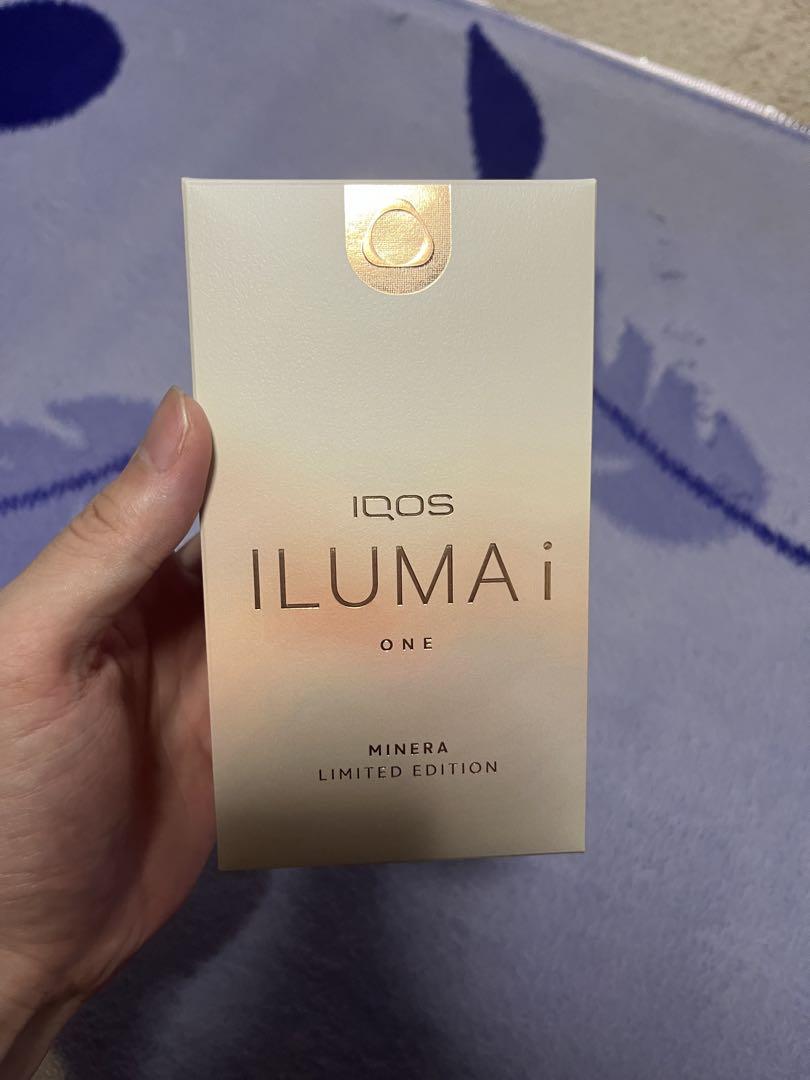 IQOS
ILUMA i
ONE
MINERA
LIMITED EDITION